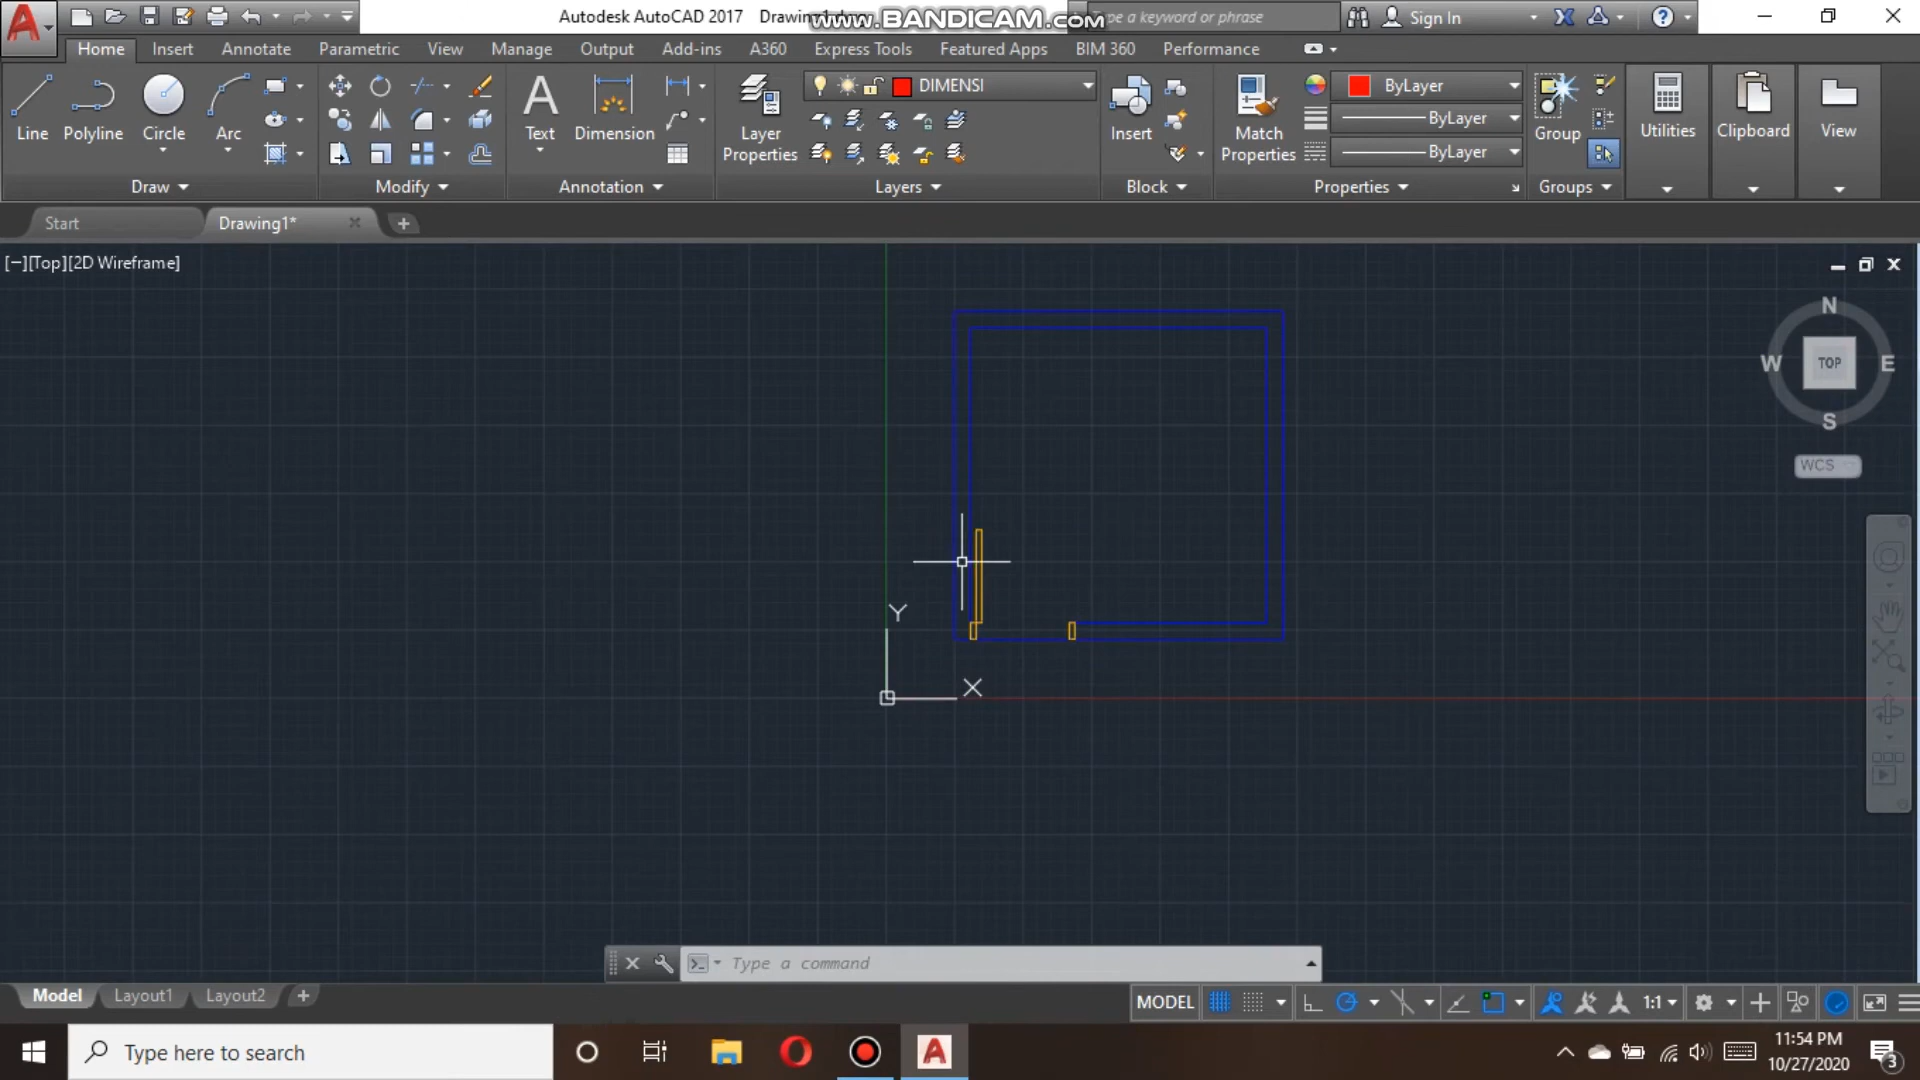 Autodesk AutoCAD 2017
www.BANDICAM.com
Type a keyword or phrase
Sign In
Home
Insert
Annotate
Parametric
View
Manage
Output
Add-ins
A360
Express Tools
Featured Apps
BIM 360
Performance
Line
Polyline
Circle
Arc
Draw
Modify
Text
Dimension
Annotation
Layer
Properties
DIMENSI
Layers
Insert
Block
Match
Properties
ByLayer
ByLayer
ByLayer
Properties
Group
Groups
Utilities
Clipboard
View
Start
Drawing1*
[−][Top][2D Wireframe]
N
W
TOP
E
S
WCS
Y
X
Type a command
Model
Layout1
Layout2
MODEL
1:1
Type here to search
11:54 PM
10/27/2020
3